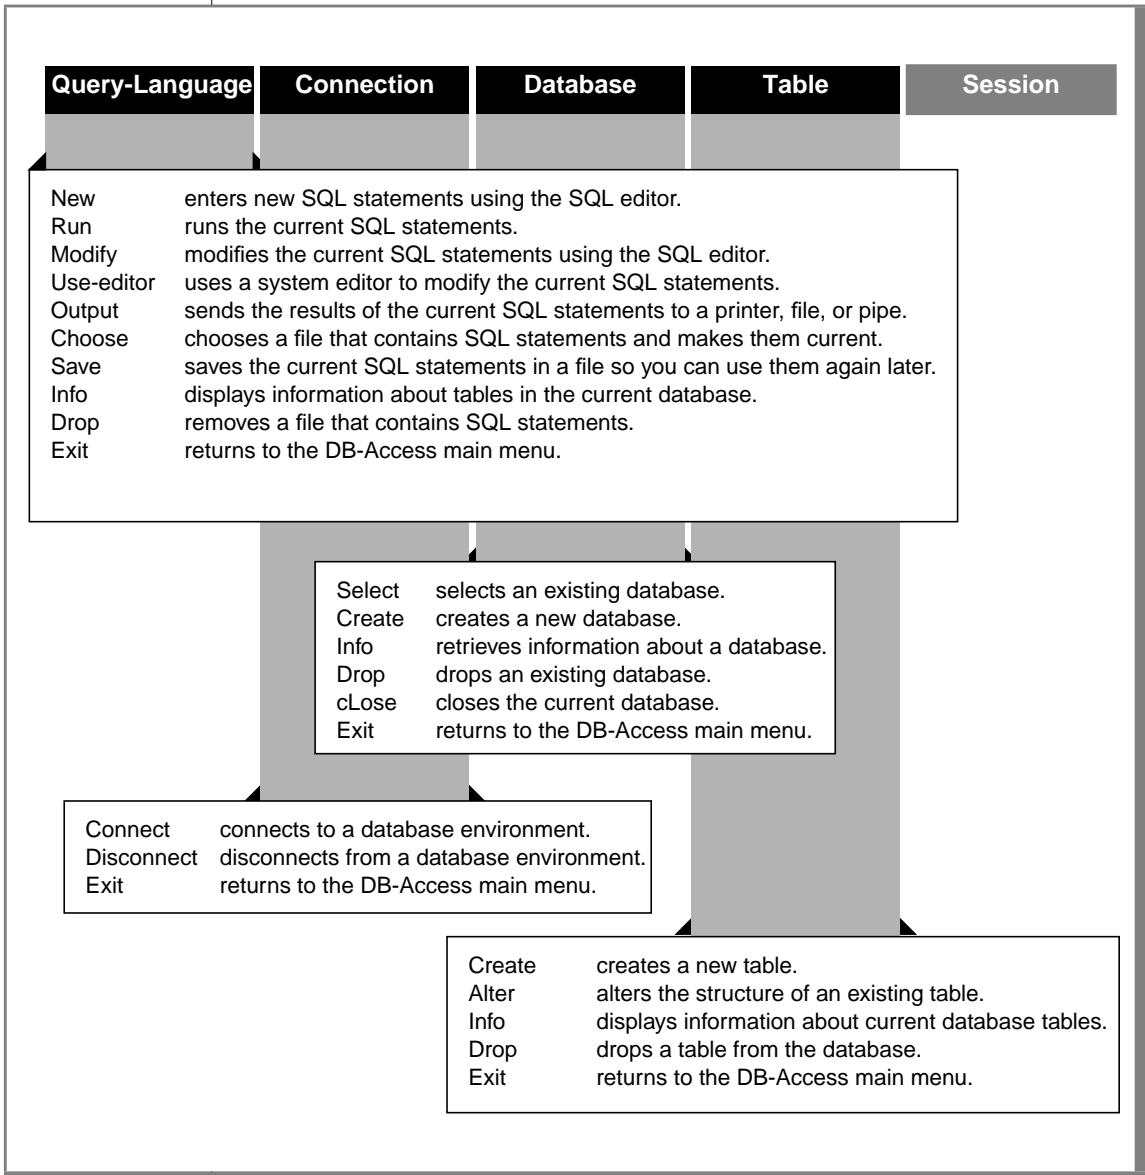 Query-Language Connection Database Table Session
New enters new SQL statements using the SQL editor.
Run runs the current SQL statements.
Modify modifies the current SQL statements using the SQL editor.
Use-editor uses a system editor to modify the current SQL statements.
Output sends the results of the current SQL statements to a printer, file, or pipe.
Choose chooses a file that contains SQL statements and makes them current.
Save saves the current SQL statements in a file so you can use them again later.
Info displays information about tables in the current database.
Drop removes a file that contains SQL statements.
Exit returns to the DB-Access main menu.
Select selects an existing database.
Create creates a new database.
Info retrieves information about a database.
Drop drops an existing database.
cLose closes the current database.
Exit returns to the DB-Access main menu.
Connect connects to a database environment.
Disconnect disconnects from a database environment.
Exit returns to the DB-Access main menu.
Create creates a new table.
Alter alters the structure of an existing table.
Info displays information about current database tables.
Drop drops a table from the database.
Exit returns to the DB-Access main menu.